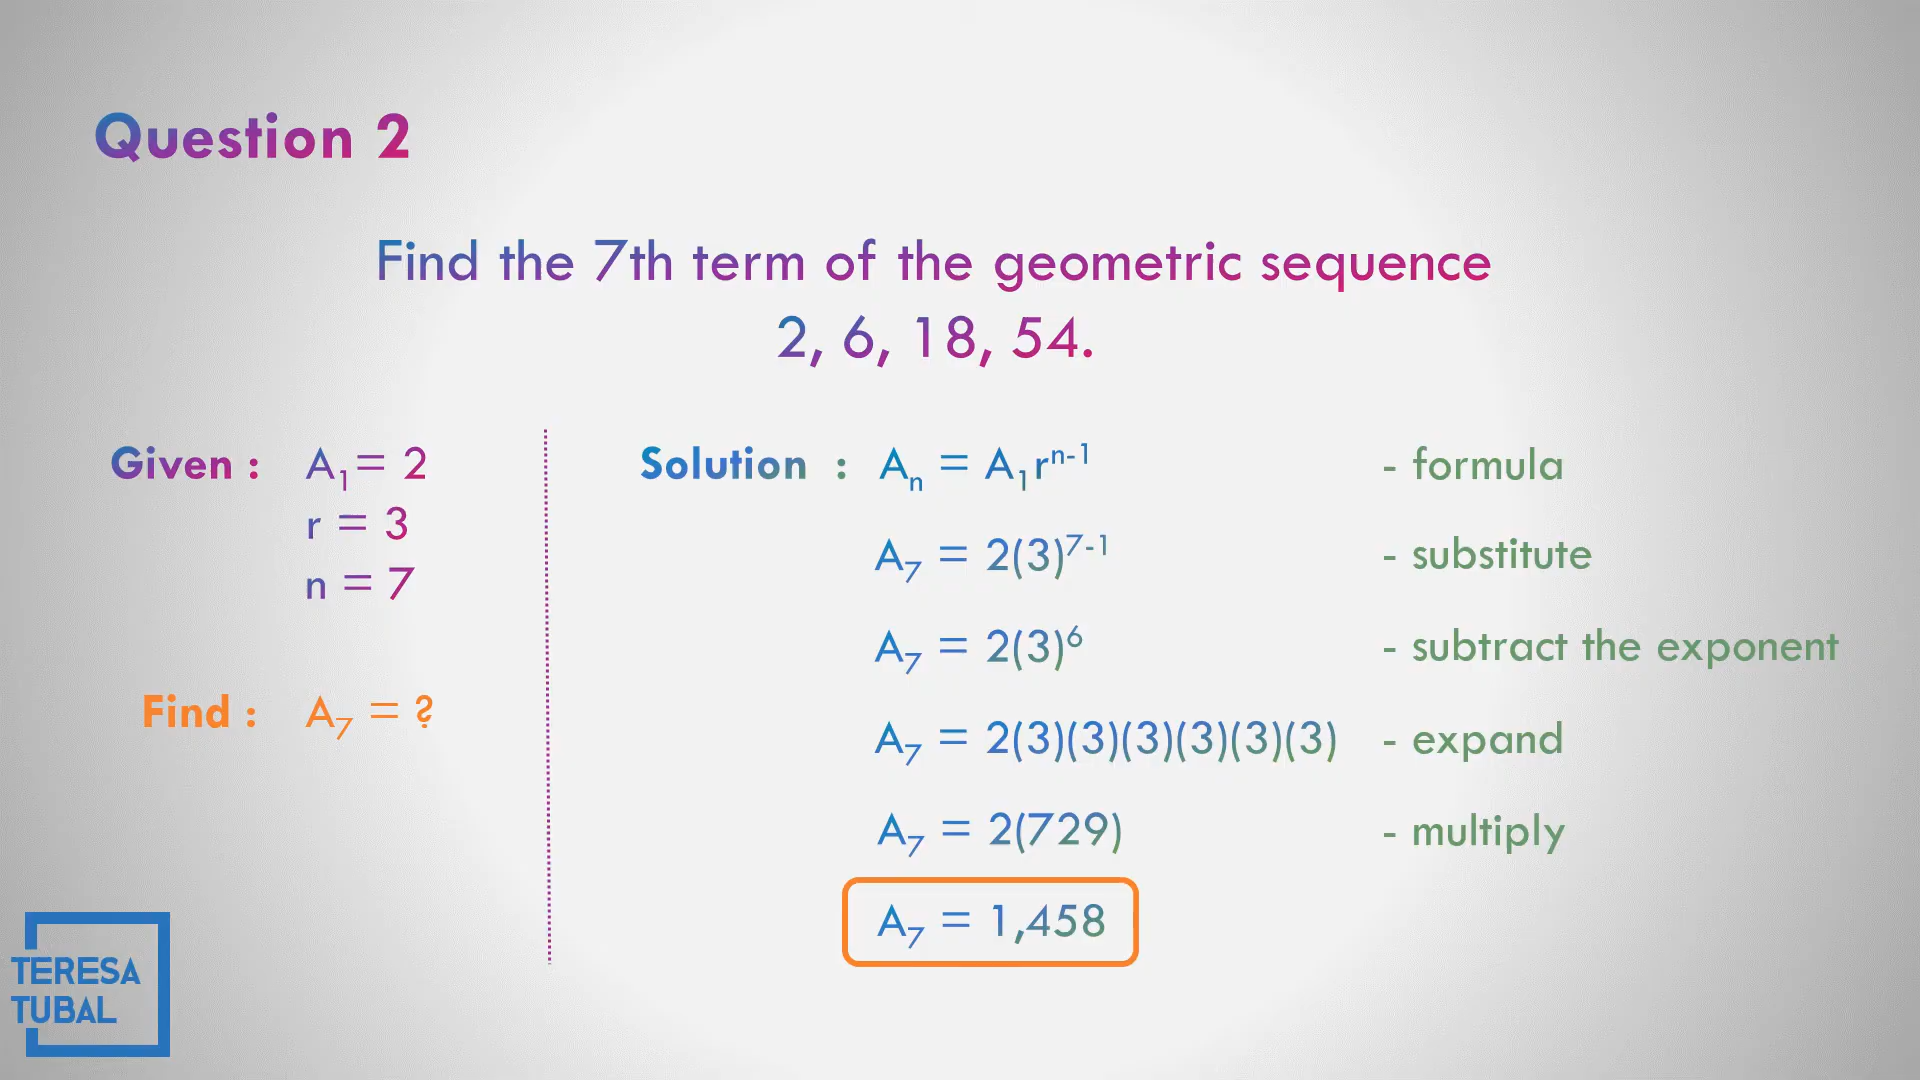 Question 2
Find the 7th term of the geometric sequence
2, 6, 18, 54.
Given : A₁ = 2
r = 3
n = 7
Find : A₇ = ?
Solution : Aₙ = A₁rⁿ⁻¹ - formula
A₇ = 2(3)⁷⁻¹ - substitute
A₇ = 2(3)⁶ - subtract the exponent
A₇ = 2(3)(3)(3)(3)(3)(3) - expand
A₇ = 2(729) - multiply
A₇ = 1,458
TERESA
TUBAL